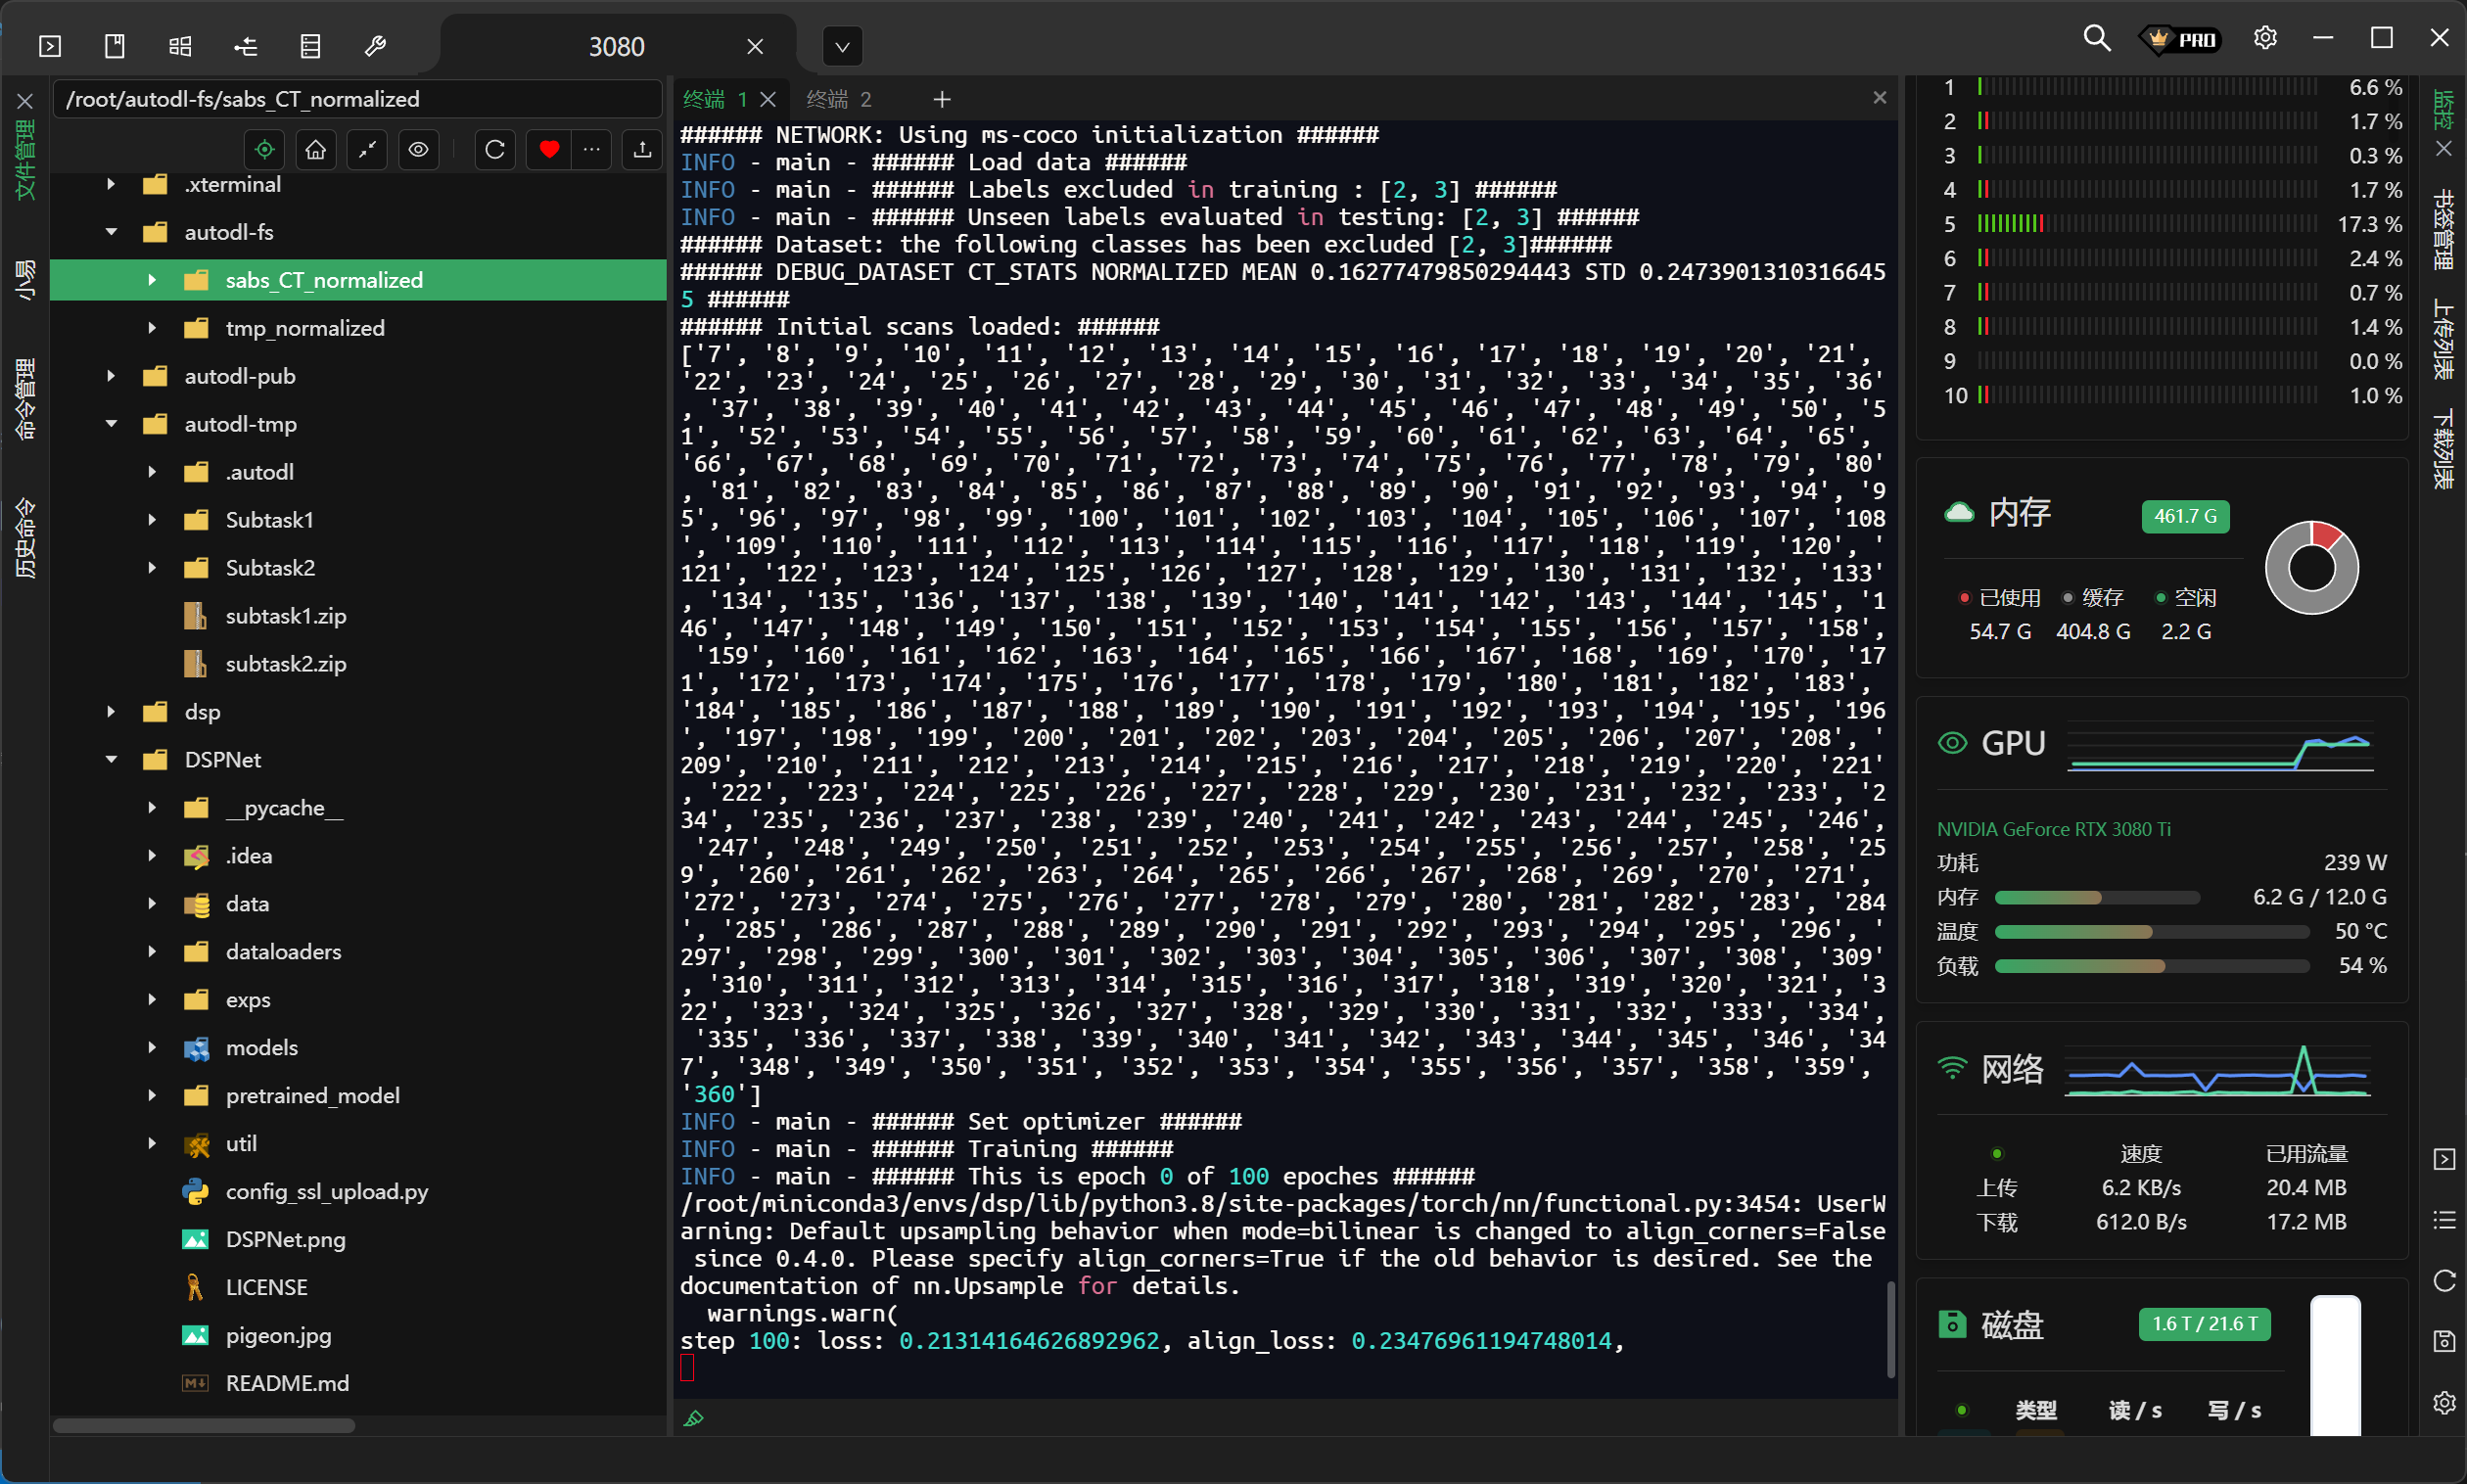 3080
PRO
文件管理
小易
命令管理
历史命令
/root/autodl-fs/sabs_CT_normalized
.xterminal
autodl-fs
sabs_CT_normalized
tmp_normalized
autodl-pub
autodl-tmp
.autodl
Subtask1
Subtask2
subtask1.zip
subtask2.zip
dsp
DSPNet
__pycache__
.idea
data
dataloaders
exps
models
pretrained_model
util
config_ssl_upload.py
DSPNet.png
LICENSE
pigeon.jpg
README.md
终端 1
终端 2
###### NETWORK: Using ms-coco initialization ######
INFO - main - ###### Load data ######
INFO - main - ###### Labels excluded in training : [2, 3] ######
INFO - main - ###### Unseen labels evaluated in testing: [2, 3] ######
###### Dataset: the following classes has been excluded [2, 3]######
###### DEBUG_DATASET CT_STATS NORMALIZED MEAN 0.16277479850294443 STD 0.2473901310316645
5 ######
###### Initial scans loaded: ######
['7', '8', '9', '10', '11', '12', '13', '14', '15', '16', '17', '18', '19', '20', '21',
'22', '23', '24', '25', '26', '27', '28', '29', '30', '31', '32', '33', '34', '35', '36'
, '37', '38', '39', '40', '41', '42', '43', '44', '45', '46', '47', '48', '49', '50', '5
1', '52', '53', '54', '55', '56', '57', '58', '59', '60', '61', '62', '63', '64', '65',
'66', '67', '68', '69', '70', '71', '72', '73', '74', '75', '76', '77', '78', '79', '80'
, '81', '82', '83', '84', '85', '86', '87', '88', '89', '90', '91', '92', '93', '94', '9
5', '96', '97', '98', '99', '100', '101', '102', '103', '104', '105', '106', '107', '108
', '109', '110', '111', '112', '113', '114', '115', '116', '117', '118', '119', '120', '
121', '122', '123', '124', '125', '126', '127', '128', '129', '130', '131', '132', '133'
, '134', '135', '136', '137', '138', '139', '140', '141', '142', '143', '144', '145', '1
46', '147', '148', '149', '150', '151', '152', '153', '154', '155', '156', '157', '158',
'159', '160', '161', '162', '163', '164', '165', '166', '167', '168', '169', '170', '17
1', '172', '173', '174', '175', '176', '177', '178', '179', '180', '181', '182', '183',
'184', '185', '186', '187', '188', '189', '190', '191', '192', '193', '194', '195', '196
', '197', '198', '199', '200', '201', '202', '203', '204', '205', '206', '207', '208', '
209', '210', '211', '212', '213', '214', '215', '216', '217', '218', '219', '220', '221'
, '222', '223', '224', '225', '226', '227', '228', '229', '230', '231', '232', '233', '2
34', '235', '236', '237', '238', '239', '240', '241', '242', '243', '244', '245', '246',
'247', '248', '249', '250', '251', '252', '253', '254', '255', '256', '257', '258', '25
9', '260', '261', '262', '263', '264', '265', '266', '267', '268', '269', '270', '271',
'272', '273', '274', '275', '276', '277', '278', '279', '280', '281', '282', '283', '284
', '285', '286', '287', '288', '289', '290', '291', '292', '293', '294', '295', '296', '
297', '298', '299', '300', '301', '302', '303', '304', '305', '306', '307', '308', '309'
, '310', '311', '312', '313', '314', '315', '316', '317', '318', '319', '320', '321', '3
22', '323', '324', '325', '326', '327', '328', '329', '330', '331', '332', '333', '334',
'335', '336', '337', '338', '339', '340', '341', '342', '343', '344', '345', '346', '34
7', '348', '349', '350', '351', '352', '353', '354', '355', '356', '357', '358', '359',
'360']
INFO - main - ###### Set optimizer ######
INFO - main - ###### Training ######
INFO - main - ###### This is epoch 0 of 100 epoches ######
/root/miniconda3/envs/dsp/lib/python3.8/site-packages/torch/nn/functional.py:3454: UserW
arning: Default upsampling behavior when mode=bilinear is changed to align_corners=False
since 0.4.0. Please specify align_corners=True if the old behavior is desired. See the
documentation of nn.Upsample for details.
warnings.warn(
step 100: loss: 0.21314164626892962, align_loss: 0.23476961194748014,
1 6.6 %
2 1.7 %
3 0.3 %
4 1.7 %
5 17.3 %
6 2.4 %
7 0.7 %
8 1.4 %
9 0.0 %
10 1.0 %
内存 461.7 G
已使用 缓存 空闲
54.7 G 404.8 G 2.2 G
GPU
NVIDIA GeForce RTX 3080 Ti
功耗 239 W
内存 6.2 G / 12.0 G
温度 50 °C
负载 54 %
网络
速度 已用流量
上传 6.2 KB/s 20.4 MB
下载 612.0 B/s 17.2 MB
磁盘 1.6 T / 21.6 T
类型 读 / s 写 / s
监控
书签管理
上传列表
下载列表